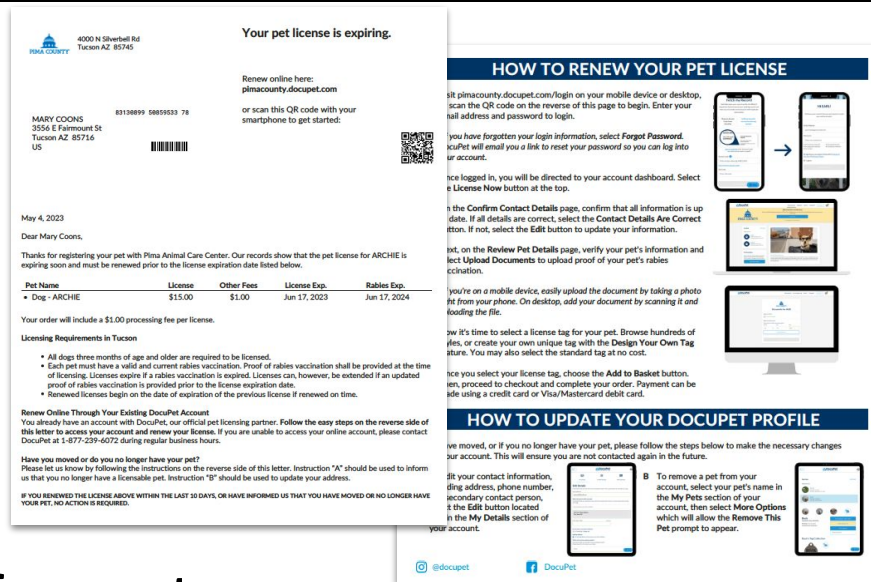 PIMA COUNTY
4000 N Silverbell Rd
Tucson AZ 85745
Your pet license is expiring.
Renew online here:
pimacounty.docupet.com
or scan this QR code with your
smartphone to get started:
83130899 50859533 78
MARY COONS
3556 E Fairmount St
Tucson AZ 85716
US
May 4, 2023
Dear Mary Coons,
Thanks for registering your pet with Pima Animal Care Center. Our records show that the pet license for ARCHIE is
expiring soon and must be renewed prior to the license expiration date listed below.
Pet Name License Other Fees License Exp. Rabies Exp.
• Dog - ARCHIE $15.00 $1.00 Jun 17, 2023 Jun 17, 2024
Your order will include a $1.00 processing fee per license.
Licensing Requirements in Tucson
• All dogs three months of age and older are required to be licensed.
• Each pet must have a valid and current rabies vaccination. Proof of rabies vaccination shall be provided at the time
of licensing. Licenses expire if a rabies vaccination is expired. Licenses can, however, be extended if an updated
proof of rabies vaccination is provided prior to the license expiration date.
• Renewed licenses begin on the date of expiration of the previous license if renewed on time.
Renew Online Through Your Existing DocuPet Account
You already have an account with DocuPet, our official pet licensing partner. Follow the easy steps on the reverse side of
this letter to access your account and renew your license. If you are unable to access your online account, please contact
DocuPet at 1-877-239-6072 during regular business hours.
Have you moved or do you no longer have your pet?
Please let us know by following the instructions on the reverse side of this letter. Instruction "A" should be used to inform
us that you no longer have a licensable pet. Instruction "B" should be used to update your address.
IF YOU RENEWED THE LICENSE ABOVE WITHIN THE LAST 10 DAYS, OR HAVE INFORMED US THAT YOU HAVE MOVED OR NO LONGER HAVE
YOUR PET, NO ACTION IS REQUIRED.
HOW TO RENEW YOUR PET LICENSE
sit pimacounty.docupet.com/login on your mobile device or desktop,
scan the QR code on the reverse of this page to begin. Enter your
ail address and password to login.
you have forgotten your login information, select Forgot Password.
ocuPet will email you a link to reset your password so you can log into
ur account.
nce logged in, you will be directed to your account dashboard. Select
e License Now button at the top.
n the Confirm Contact Details page, confirm that all information is up
date. If all details are correct, select the Contact Details Are Correct
tton. If not, select the Edit button to update your information.
ext, on the Review Pet Details page, verify your pet's information and
lect Upload Documents to upload proof of your pet's rabies
ccination.
you're on a mobile device, easily upload the document by taking a photo
ht from your phone. On desktop, add your document by scanning it and
loading the file.
ow it's time to select a license tag for your pet. Browse hundreds of
yles, or create your own unique tag with the Design Your Own Tag
ature. You may also select the standard tag at no cost.
nce you select your license tag, choose the Add to Basket button.
en, proceed to checkout and complete your order. Payment can be
ade using a credit card or Visa/Mastercard debit card.
HOW TO UPDATE YOUR DOCUPET PROFILE
ve moved, or if you no longer have your pet, please follow the steps below to make the necessary changes
our account. This will ensure you are not contacted again in the future.
dit your contact information,
ding address, phone number,
secondary contact person,
t the Edit button located
n the My Details section of
your account.
B To remove a pet from your
account, select your pet's name in
the My Pets section of your
account, then select More Options
which will allow the Remove This
Pet prompt to appear.
@docupet
DocuPet